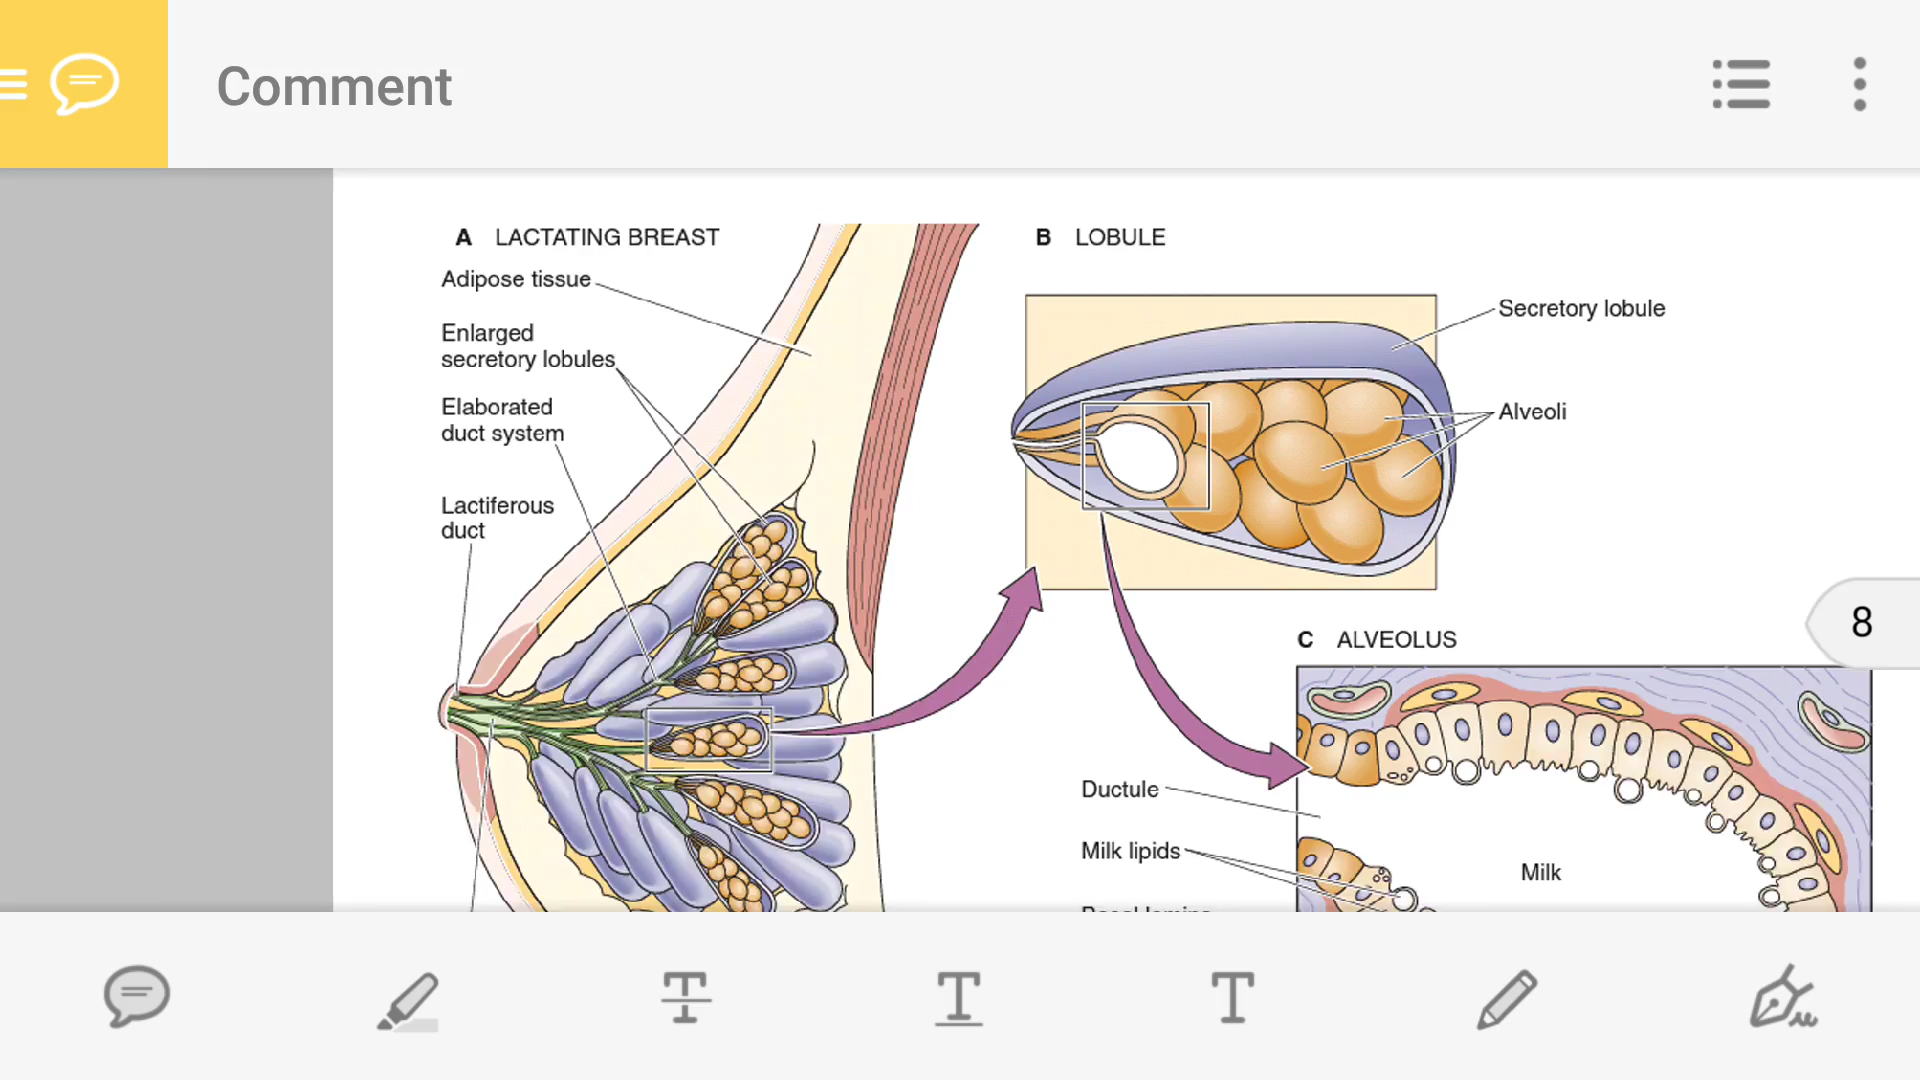 Comment
A LACTATING BREAST
Adipose tissue
Enlarged
secretory lobules
Elaborated
duct system
Lactiferous
duct
B LOBULE
Secretory lobule
Alveoli
8
C ALVEOLUS
Ductule
Milk lipids
Milk